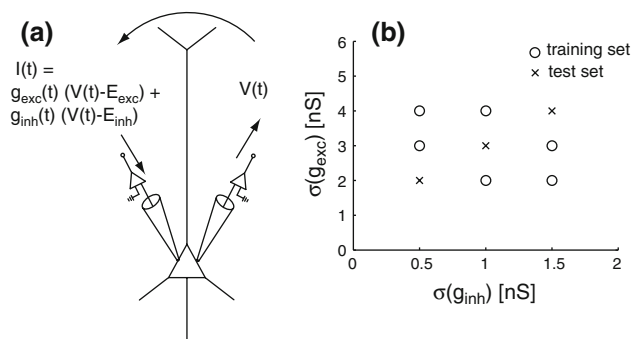 (a)
I(t) =
g_exc(t) (V(t)-E_exc) +
g_inh(t) (V(t)-E_inh)
V(t)
(b)
training set
test set
σ(g_exc) [nS]
6
5
4
3
2
1
0
0 0.5 1 1.5 2
σ(g_inh) [nS]